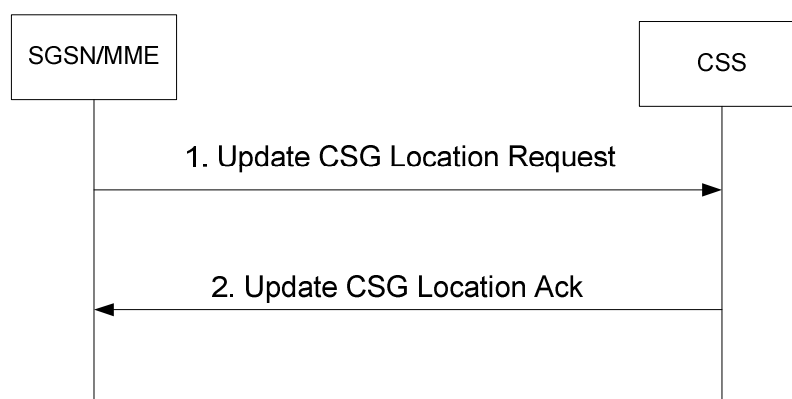 SGSN/MME
CSS
1. Update CSG Location Request
2. Update CSG Location Ack